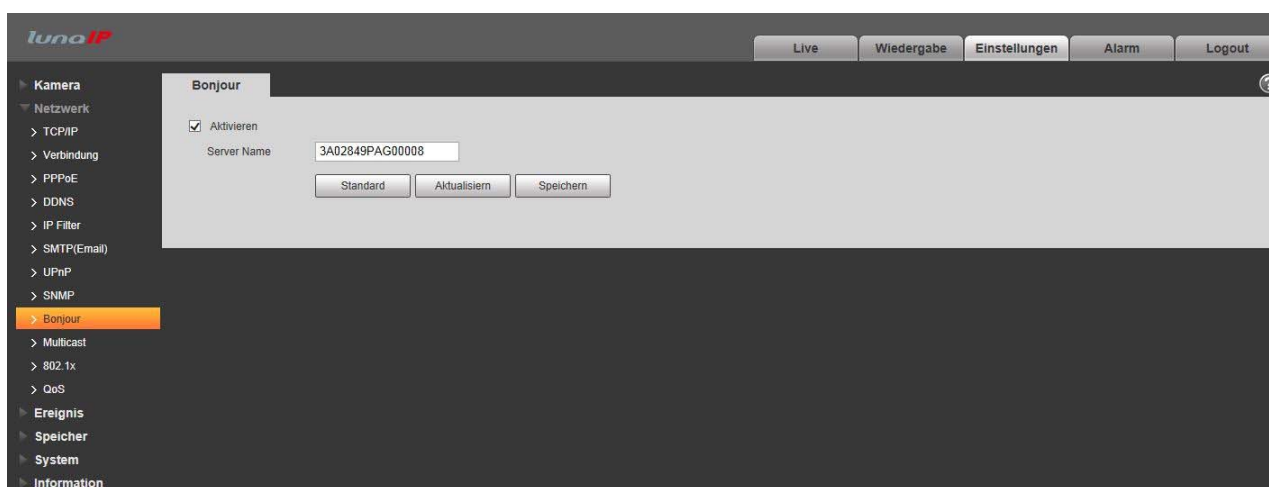 lunaIP
Live
Wiedergabe
Einstellungen
Alarm
Logout
Kamera
Netzwerk
TCP/IP
Verbindung
PPPoE
DDNS
IP Filter
SMTP(Email)
UPnP
SNMP
Bonjour
Multicast
802.1x
QoS
Ereignis
Speicher
System
Information
Bonjour
?
Aktivieren
Server Name 3A02849PAG00008
Standard Aktualisiern Speichern